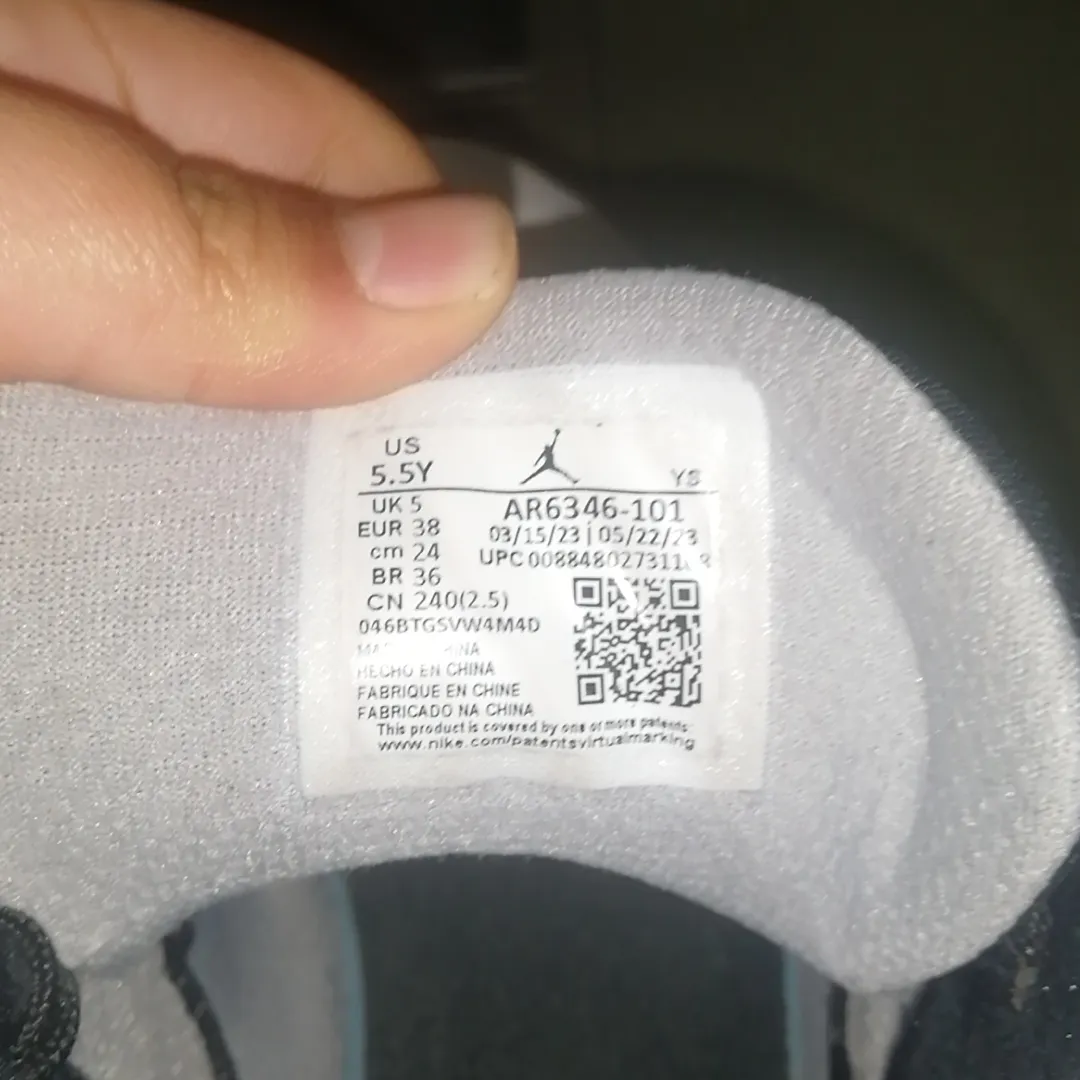 US
5.5Y
YS
UK 5
EUR 38
cm 24
BR 36
CN 240(2.5)
AR6346-101
03/15/23 | 05/22/23
UPC
046BTGSVW4M4D
HECHO EN CHINA
FABRIQUE EN CHINE
FABRICADO NA CHINA
This product is covered by one or more patents:
www.nike.com/patentsvirtualmarking